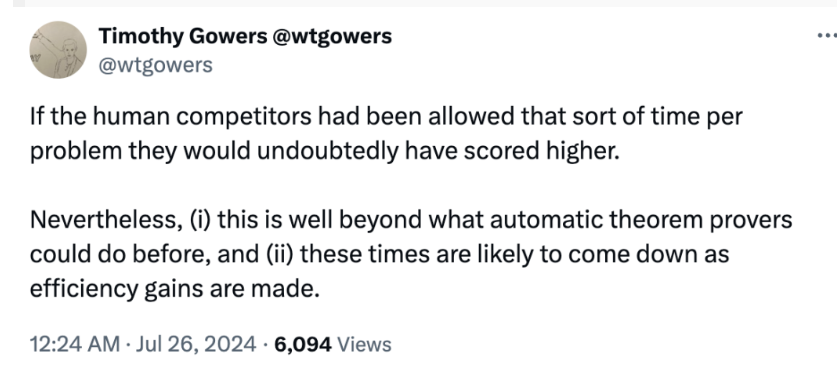 Timothy Gowers @wtgowers
@wtgowers
If the human competitors had been allowed that sort of time per
problem they would undoubtedly have scored higher.
Nevertheless, (i) this is well beyond what automatic theorem provers
could do before, and (ii) these times are likely to come down as
efficiency gains are made.
12:24 AM · Jul 26, 2024 · 6,094 Views